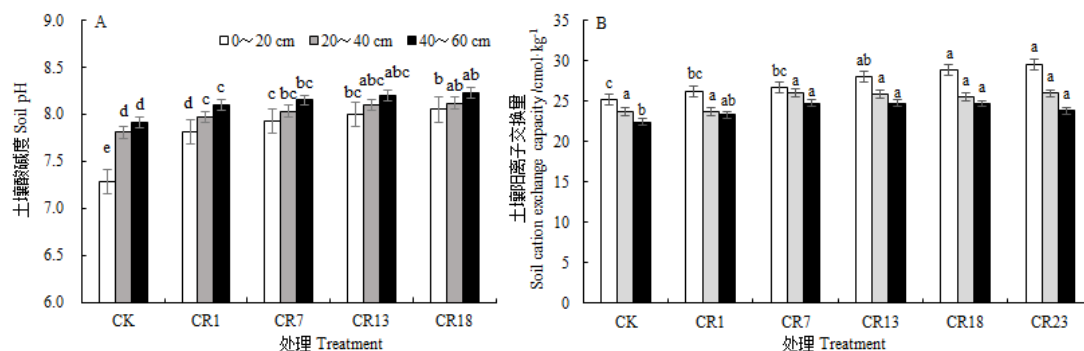 A
0～20 cm 20～40 cm 40～60 cm
9.0
8.5
8.0
7.5
7.0
6.5
6.0
土壤酸碱度 Soil pH
e d d
d c c
c bc bc
bc abc abc
b ab ab
CK CR1 CR7 CR13 CR18
处理 Treatment
B
35
30
25
20
15
10
5
0
土壤阳离子交换量
Soil cation exchange capacity /cmol·kg⁻¹
c a b
bc a ab
bc a a
ab a a
a a a
a a a
CK CR1 CR7 CR13 CR18 CR23
处理 Treatment